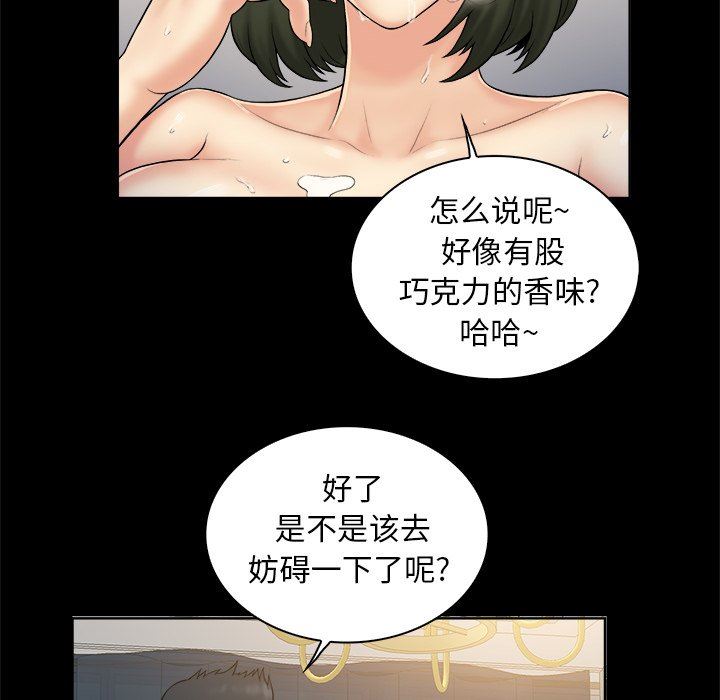 怎么说呢~
好像有股
巧克力的香味?
哈哈~
好了
是不是该去
妨碍一下了呢?